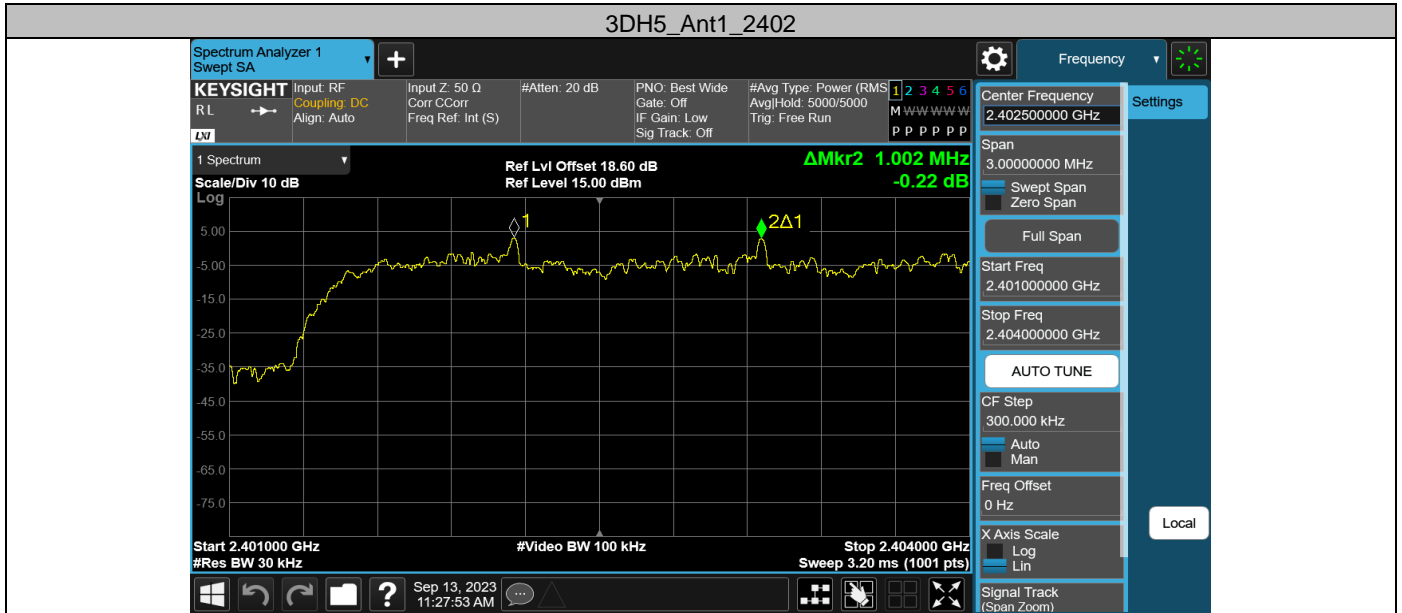 3DH5_Ant1_2402
Spectrum Analyzer 1
Swept SA
Frequency
KEYSIGHT
RL
LXI
Input: RF
Coupling: DC
Align: Auto
Input Z: 50 Ω
Corr CCorr
Freq Ref: Int (S)
#Atten: 20 dB
PNO: Best Wide
Gate: Off
IF Gain: Low
Sig Track: Off
#Avg Type: Power (RMS
Avg|Hold: 5000/5000
Trig: Free Run
1 2 3 4 5 6
M W W W W W
P P P P P P
1 Spectrum
Scale/Div 10 dB
Log
Ref Lvl Offset 18.60 dB
Ref Level 15.00 dBm
ΔMkr2 1.002 MHz
-0.22 dB
1
2Δ1
5.00
-5.00
-15.0
-25.0
-35.0
-45.0
-55.0
-65.0
-75.0
Start 2.401000 GHz
#Video BW 100 kHz
Stop 2.404000 GHz
#Res BW 30 kHz
Sweep 3.20 ms (1001 pts)
Sep 13, 2023
11:27:53 AM
Center Frequency
2.402500000 GHz
Settings
Span
3.00000000 MHz
Swept Span
Zero Span
Full Span
Start Freq
2.401000000 GHz
Stop Freq
2.404000000 GHz
AUTO TUNE
CF Step
300.000 kHz
Auto
Man
Freq Offset
0 Hz
Local
X Axis Scale
Log
Lin
Signal Track
(Span Zoom)